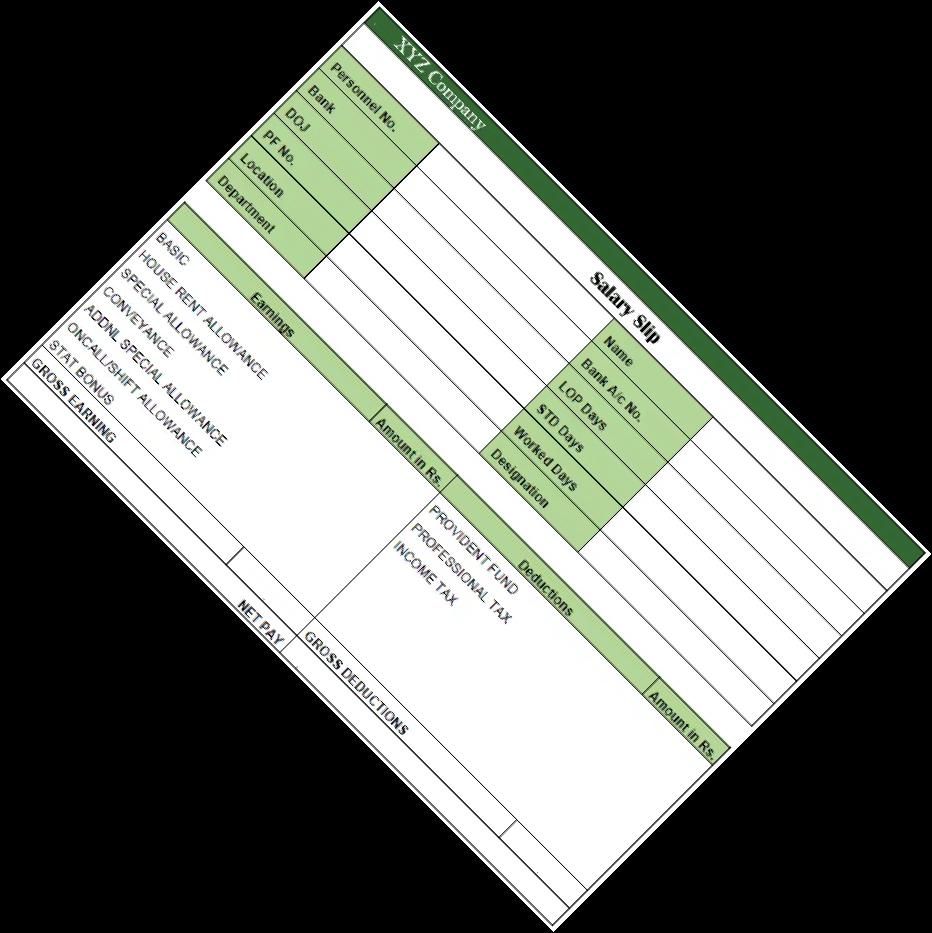 XYZ Company
Salary Slip
Personnel No. Name
Bank Bank A/c No.
DOJ LOP Days
PF No. STD Days
Location Worked Days
Department Designation
Earnings Amount in Rs. Deductions Amount in Rs.
BASIC PROVIDENT FUND
HOUSE RENT ALLOWANCE PROFESSIONAL TAX
SPECIAL ALLOWANCE INCOME TAX
CONVEYANCE
ADDNL SPECIAL ALLOWANCE
ONCALL/SHIFT ALLOWANCE
STAT BONUS
GROSS EARNING GROSS DEDUCTIONS
NET PAY